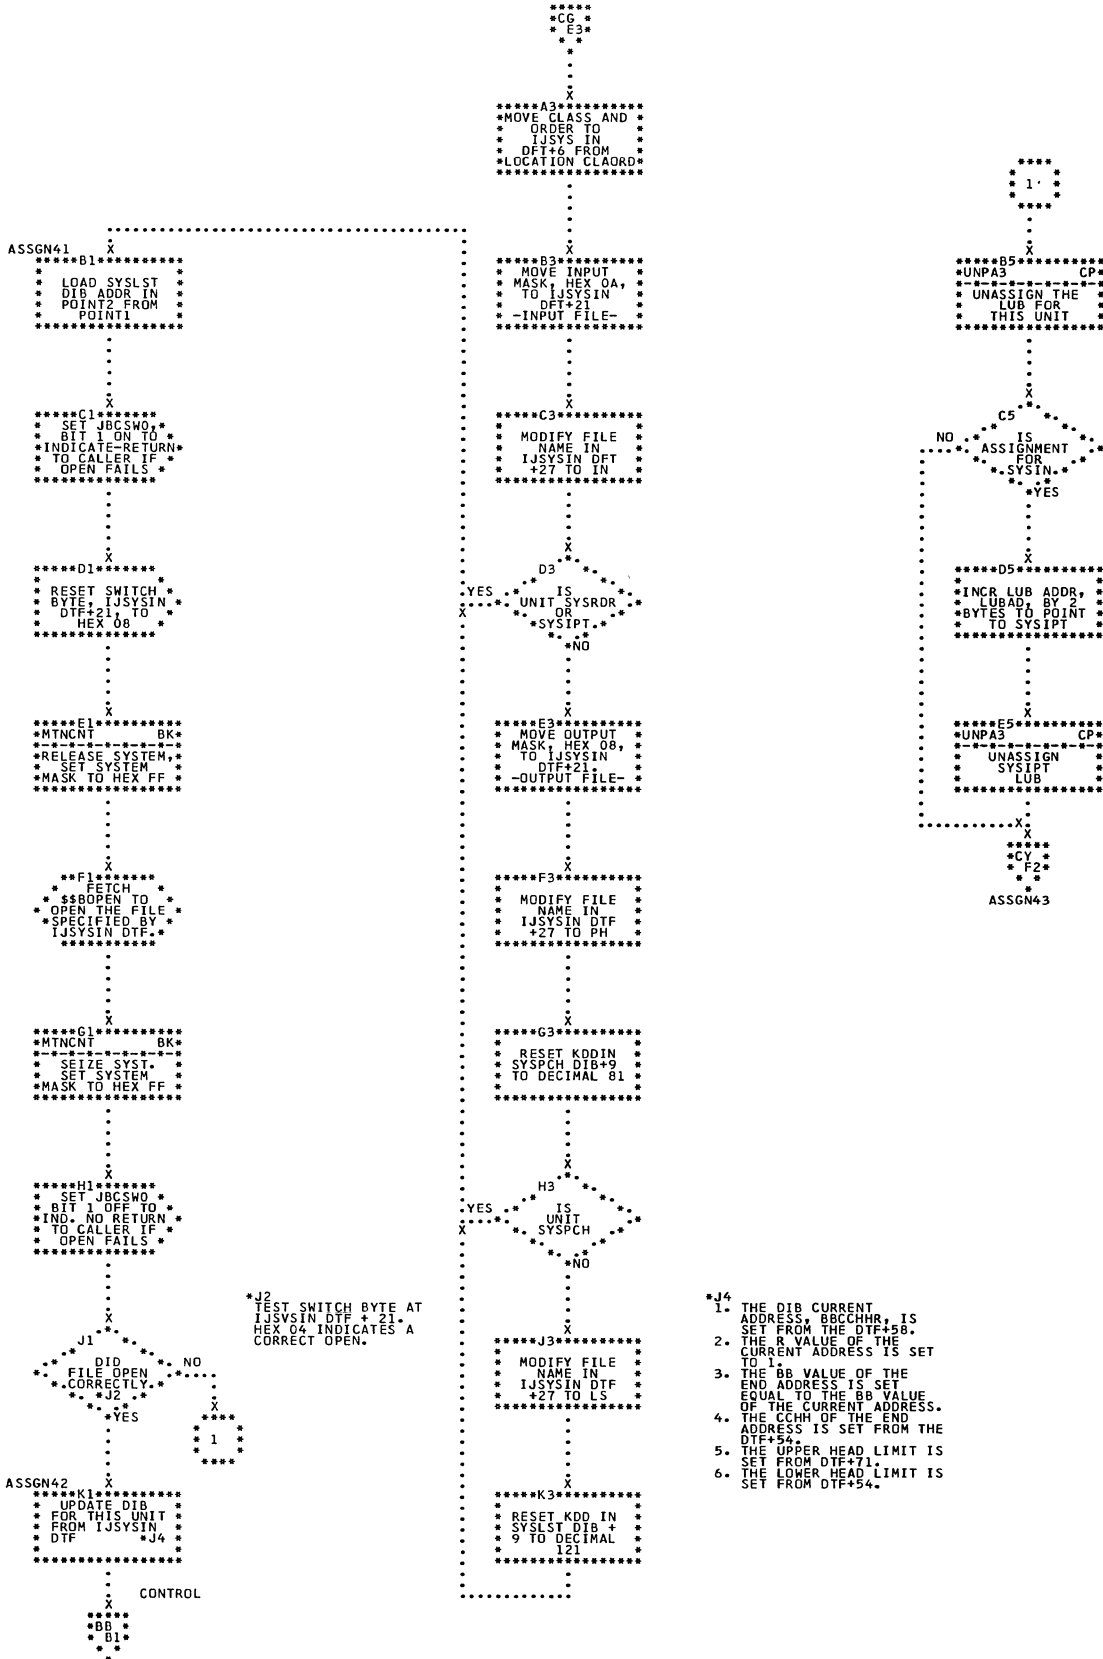 CG
E3
A3
MOVE CLASS AND
ORDER TO
IJSYS IN
DFT+6 FROM
LOCATION CLAORD
1
ASSGN41
B1
LOAD SYSLST
DIB ADDR IN
POINT2 FROM
POINT1
B3
MOVE INPUT
MASK, HEX 0A,
TO IJSYSIN
DFT+21
-INPUT FILE-
B5
UNPA3 CP
UNASSIGN THE
LUB FOR
THIS UNIT
C1
SET JBCSW0,
BIT 1 ON TO
INDICATE-RETURN
TO CALLER IF
OPEN FAILS
C3
MODIFY FILE
NAME IN
IJSYSIN DFT
+27 TO IN
C5
NO
IS
ASSIGNMENT
FOR
SYSIN
YES
D1
RESET SWITCH
BYTE, IJSYSIN
DTF+21, TO
HEX 08
D3
YES
IS
UNIT SYSRDR
OR
SYSIPT
NO
D5
INCR LUB ADDR,
LUBAD, BY 2
BYTES TO POINT
TO SYSIPT
E1
MTNCNT BK
RELEASE SYSTEM,
SET SYSTEM
MASK TO HEX FF
E3
MOVE OUTPUT
MASK, HEX 08,
TO IJSYSIN
DTF+21.
-OUTPUT FILE-
E5
UNPA3 CP
UNASSIGN
SYSIPT
LUB
CY
F2
ASSGN43
F1
FETCH
$$BOPEN TO
OPEN THE FILE
SPECIFIED BY
IJSYSIN DTF.
F3
MODIFY FILE
NAME IN
IJSYSIN DTF
+27 TO PH
G1
MTNCNT BK
SEIZE SYST.
SET SYSTEM
MASK TO HEX FF
G3
RESET KDDIN
SYSPCH DIB+9
TO DECIMAL 81
H1
SET JBCSW0
BIT 1 OFF TO
IND. NO RETURN
TO CALLER IF
OPEN FAILS
H3
YES
IS
UNIT
SYSPCH
NO
J1
DID
FILE OPEN
CORRECTLY
*J2
NO
YES
1
*J2
TEST SWITCH BYTE AT
IJSVSIN DTF + 21.
HEX 04 INDICATES A
CORRECT OPEN.
J3
MODIFY FILE
NAME IN
IJSYSIN DTF
+27 TO LS
*J4
1. THE DIB CURRENT
ADDRESS, BBCCHHR, IS
SET FROM THE DTF+58.
2. THE R VALUE OF THE
CURRENT ADDRESS IS SET
TO 1.
3. THE BB VALUE OF THE
END ADDRESS IS SET
EQUAL TO THE BB VALUE
OF THE CURRENT ADDRESS.
4. THE CCHH OF THE END
ADDRESS IS SET FROM THE
DTF+54.
5. THE UPPER HEAD LIMIT IS
SET FROM DTF+71.
6. THE LOWER HEAD LIMIT IS
SET FROM DTF+54.
ASSGN42
K1
UPDATE DIB
FOR THIS UNIT
FROM IJSYSIN
DTF *J4
K3
RESET KDD IN
SYSLST DIB +
9 TO DECIMAL
121
CONTROL
BB
B1